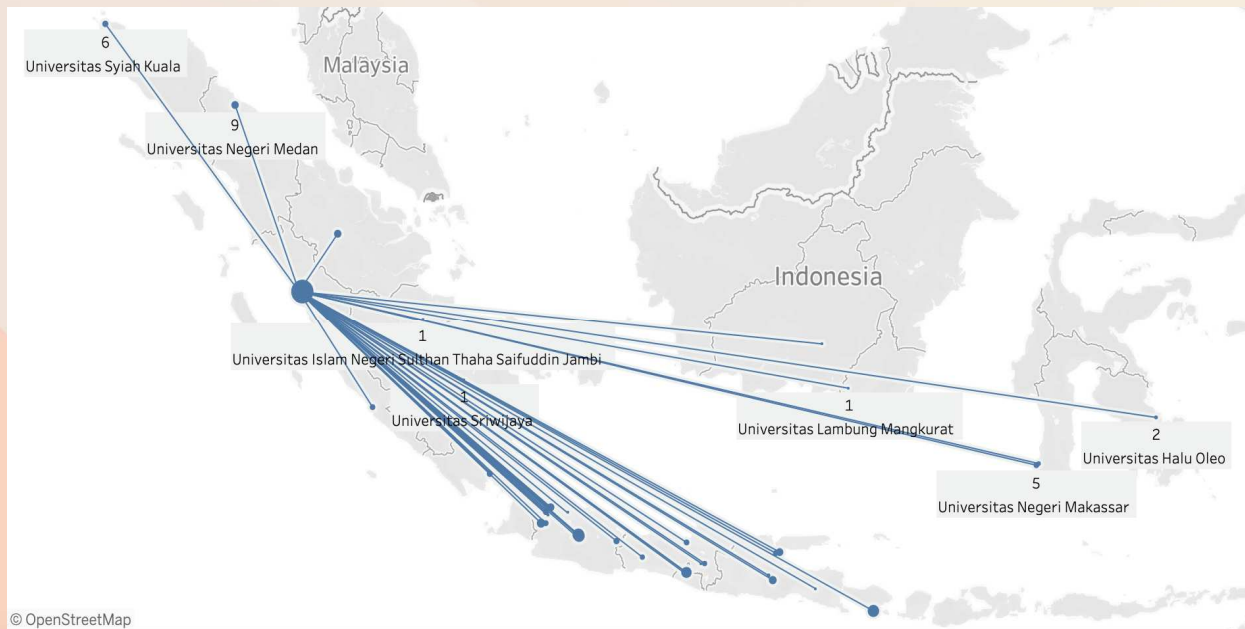 6
Universitas Syiah Kuala
Malaysia
9
Universitas Negeri Medan
Indonesia
1
Universitas Islam Negeri Sulthan Thaha Saifuddin Jambi
1
Universitas Sriwijaya
1
Universitas Lambung Mangkurat
2
Universitas Halu Oleo
5
Universitas Negeri Makassar
© OpenStreetMap